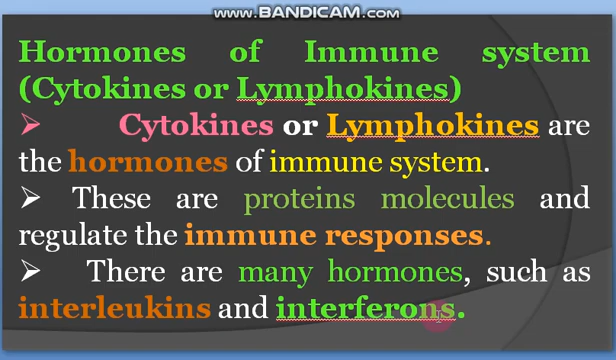 www.BANDICAM.com
Hormones of Immune system
(Cytokines or Lymphokines)
➢ Cytokines or Lymphokines are
the hormones of immune system.
➢ These are proteins molecules and
regulate the immune responses.
➢ There are many hormones, such as
interleukins and interferons.